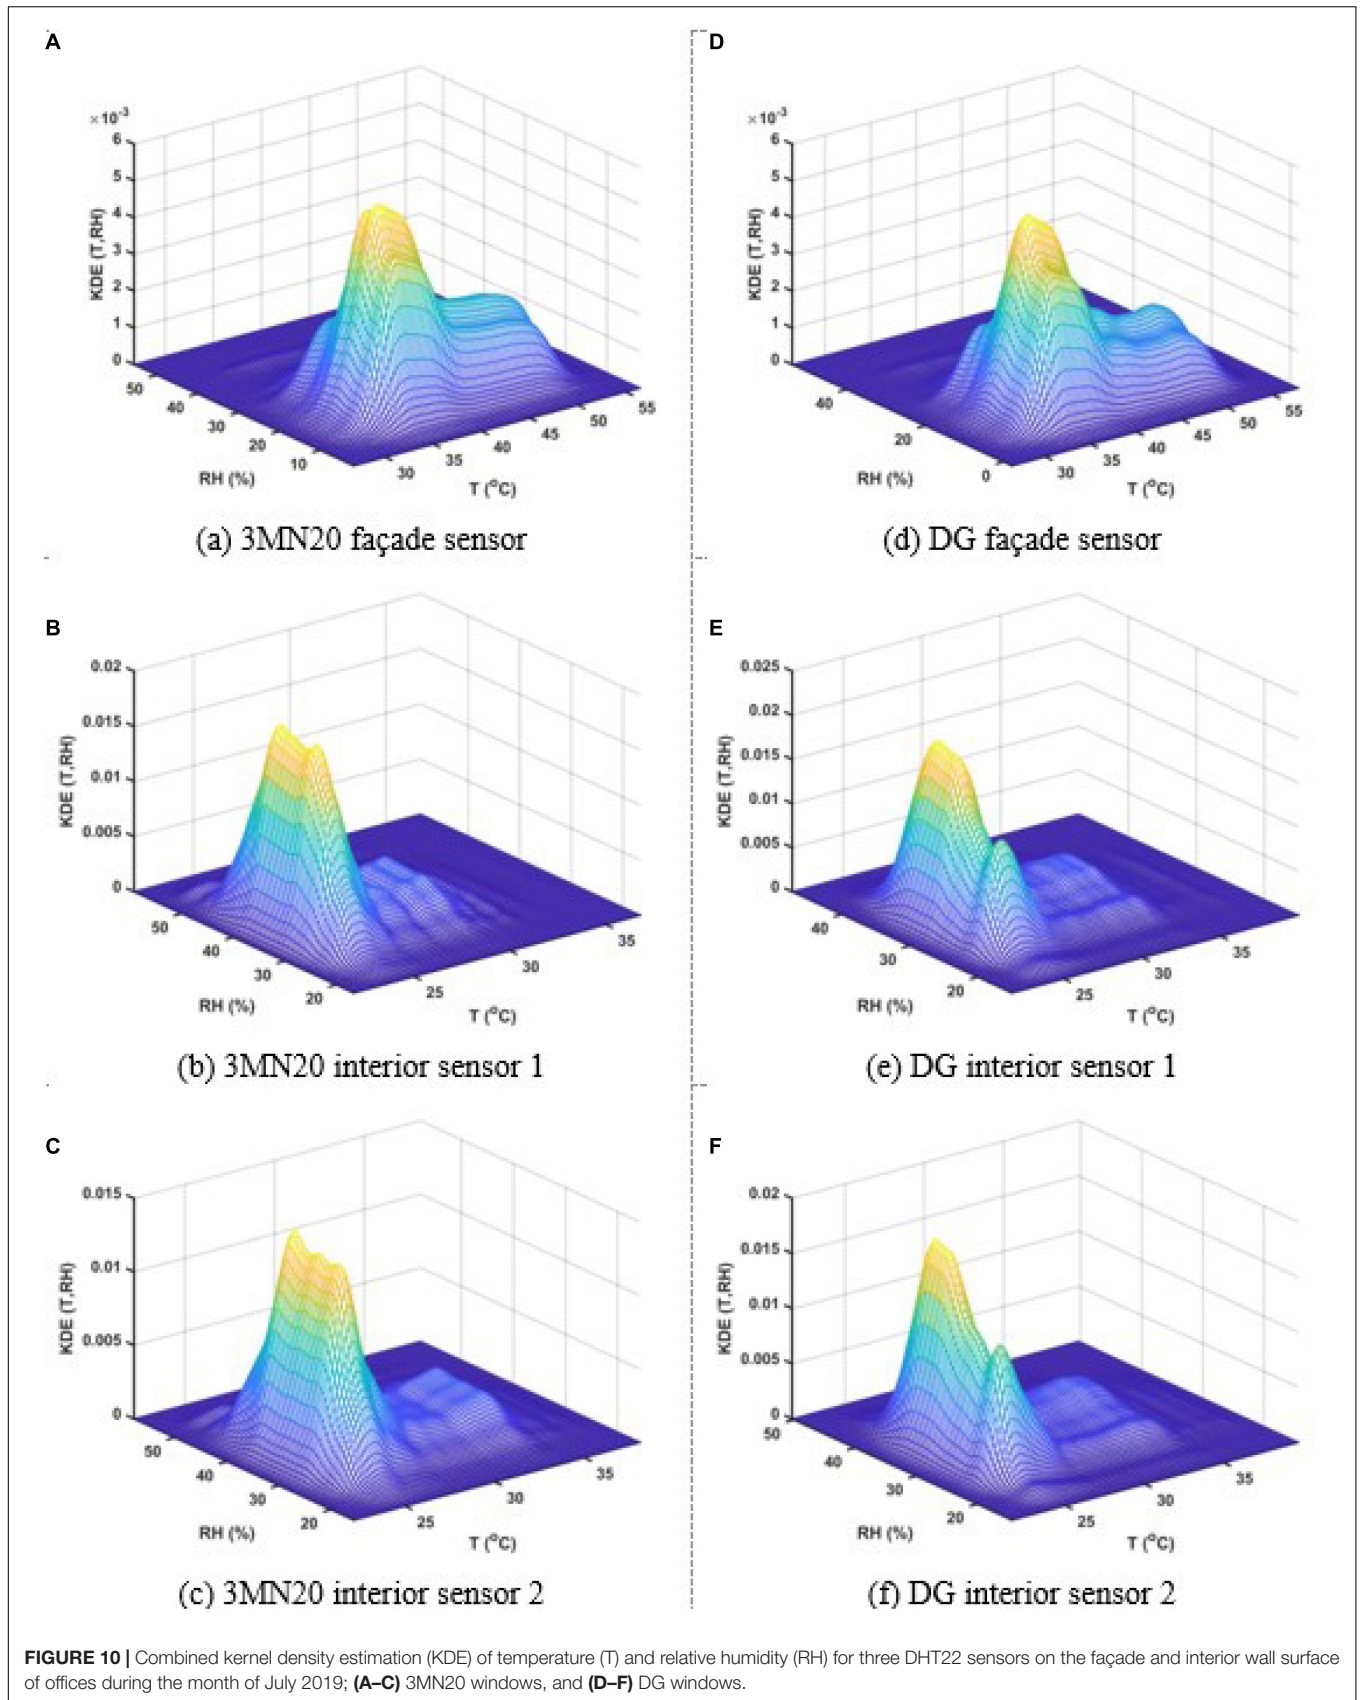 A
×10-3
6
5
4
3
2
1
0
KDE (T,RH)
50
40
30
20
10
RH (%)
30
35
40
45
50
55
T (°C)
(a) 3MN20 façade sensor
D
×10-3
6
5
4
3
2
1
0
KDE (T,RH)
40
20
0
RH (%)
30
35
40
45
50
55
T (°C)
(d) DG façade sensor
B
0.02
0.015
0.01
0.005
0
KDE (T,RH)
50
40
30
20
RH (%)
25
30
35
T (°C)
(b) 3MN20 interior sensor 1
E
0.025
0.02
0.015
0.01
0.005
0
KDE (T,RH)
40
30
20
RH (%)
25
30
35
T (°C)
(e) DG interior sensor 1
C
0.015
0.01
0.005
0
KDE (T,RH)
50
40
30
20
RH (%)
25
30
35
T (°C)
(c) 3MN20 interior sensor 2
F
0.02
0.015
0.01
0.005
0
KDE (T,RH)
50
40
30
20
RH (%)
25
30
35
T (°C)
(f) DG interior sensor 2
FIGURE 10 | Combined kernel density estimation (KDE) of temperature (T) and relative humidity (RH) for three DHT22 sensors on the façade and interior wall surface
of offices during the month of July 2019; (A–C) 3MN20 windows, and (D–F) DG windows.